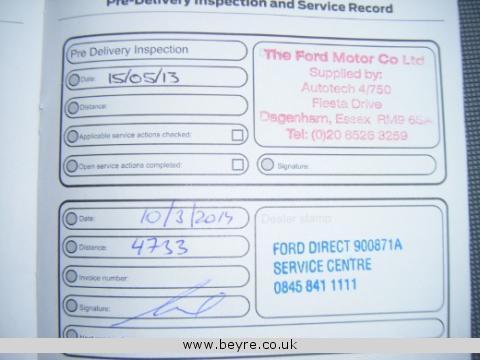 Pre-Delivery Inspection and Service Record
Pre Delivery Inspection
Date: 15/05/13
Distance:
Applicable service actions checked:
Open service actions completed:
The Ford Motor Co Ltd
Supplied by:
Autotech 4/750
Fiesta Drive
Dagenham, Essex RM9 6SA
Tel: (0)20 8526 3259
Signature:
Date: 10/3/2014
Distance: 4733
Invoice number:
Signature:
Dealer stamp
FORD DIRECT 900871A
SERVICE CENTRE
0845 841 1111
www.beyre.co.uk